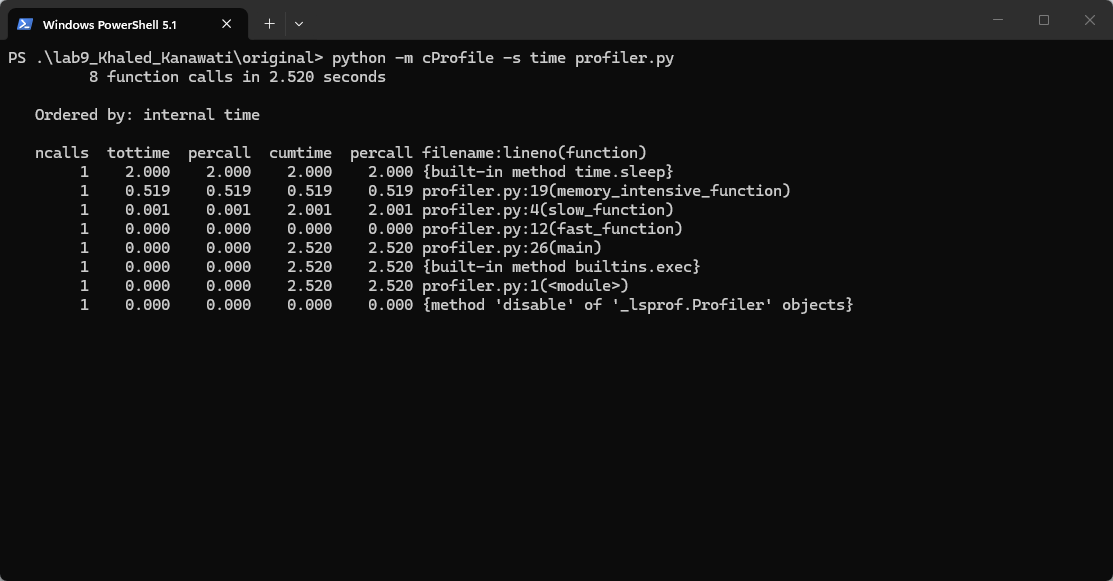 Windows PowerShell 5.1
PS .\lab9_Khaled_Kanawati\original> python -m cProfile -s time profiler.py
         8 function calls in 2.520 seconds

   Ordered by: internal time

   ncalls  tottime  percall  cumtime  percall filename:lineno(function)
        1    2.000    2.000    2.000    2.000 {built-in method time.sleep}
        1    0.519    0.519    0.519    0.519 profiler.py:19(memory_intensive_function)
        1    0.001    0.001    2.001    2.001 profiler.py:4(slow_function)
        1    0.000    0.000    0.000    0.000 profiler.py:12(fast_function)
        1    0.000    0.000    2.520    2.520 profiler.py:26(main)
        1    0.000    0.000    2.520    2.520 {built-in method builtins.exec}
        1    0.000    0.000    2.520    2.520 profiler.py:1(<module>)
        1    0.000    0.000    0.000    0.000 {method 'disable' of '_lsprof.Profiler' objects}